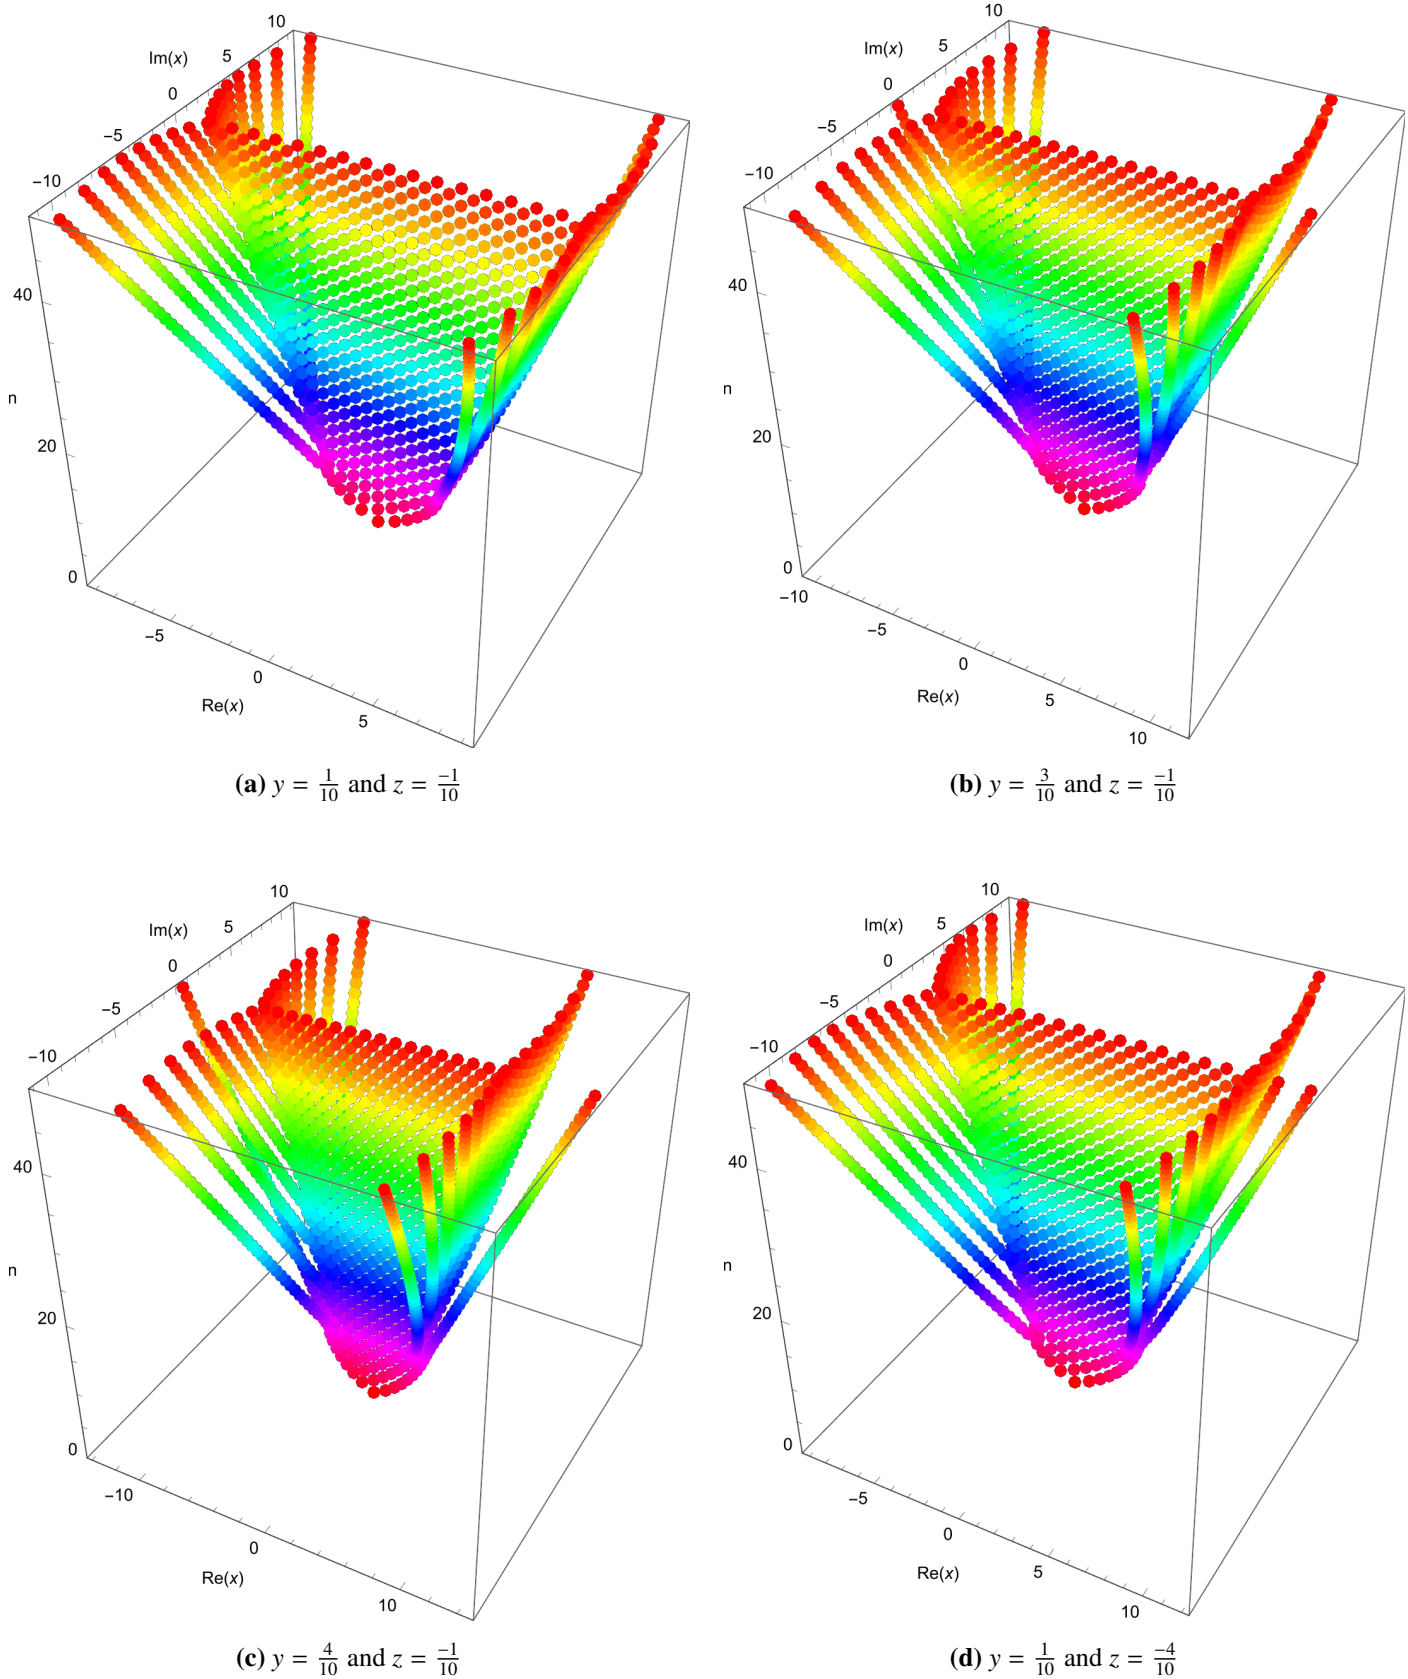 10
Im(x)
5
0
−5
−10
40
n
20
0
−5
0
Re(x)
5
(a) y = 1/10 and z = −1/10
10
Im(x)
5
0
−5
−10
40
n
20
0
−10
−5
0
Re(x)
5
10
(b) y = 3/10 and z = −1/10
10
Im(x)
5
0
−5
−10
40
n
20
0
−10
0
Re(x)
10
(c) y = 4/10 and z = −1/10
10
Im(x)
5
0
−5
−10
40
n
20
0
−5
0
Re(x)
5
10
(d) y = 1/10 and z = −4/10